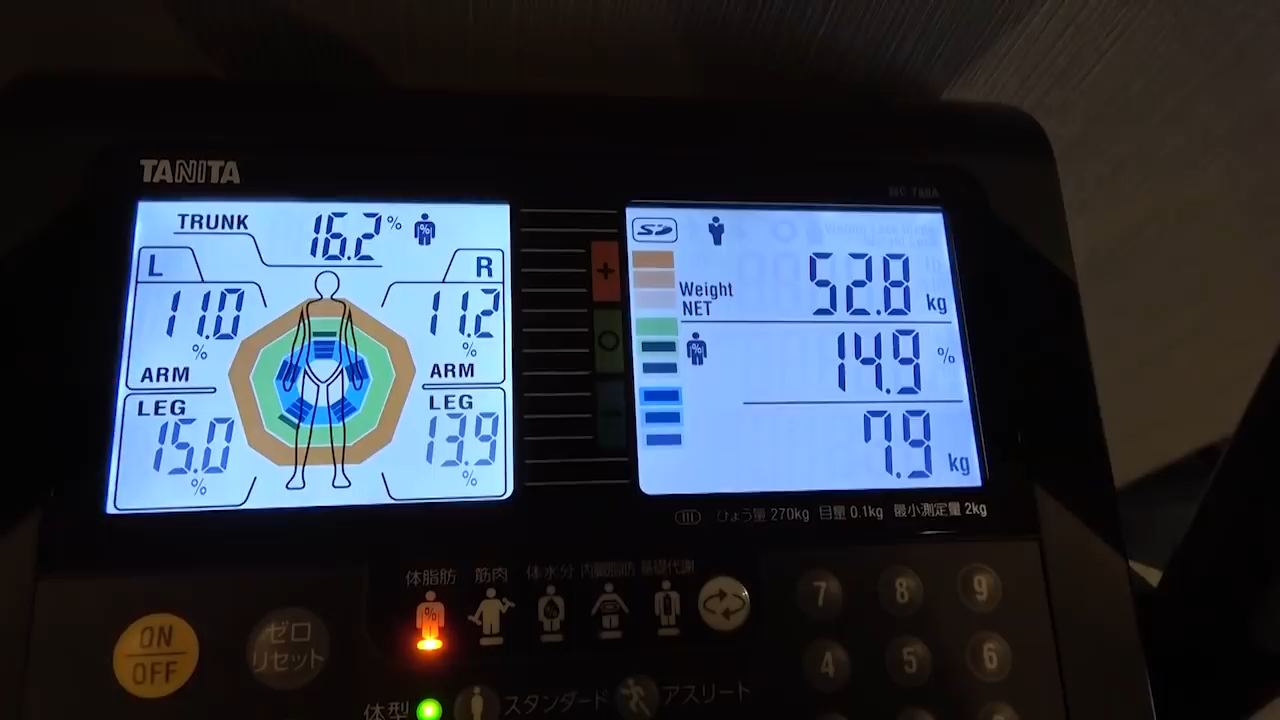 TANITA
TRUNK 16.2 %
L R
11.0 % 11.2 %
ARM ARM
LEG LEG
15.0 % 13.9 %
+
SD
Weight NET 52.8 kg
% 14.9 %
7.9 kg
III ひょう量 270kg 目量 0.1kg 最小測定量 2kg
体脂肪 筋肉 体水分 内臓脂肪 基礎代謝
%
ON OFF
ゼロ リセット
7 8 9
4 5 6
体型 スタンダード アスリート